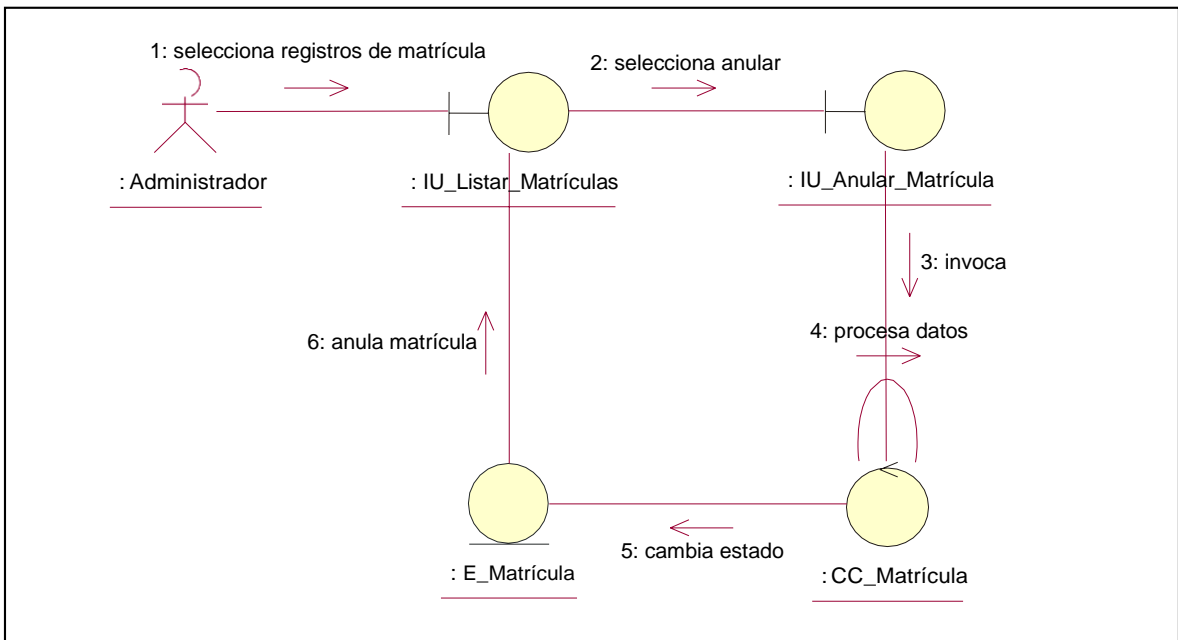 1: selecciona registros de matrícula
2: selecciona anular
: Administrador
: IU_Listar_Matrículas
: IU_Anular_Matrícula
3: invoca
4: procesa datos
6: anula matrícula
5: cambia estado
: E_Matrícula
: CC_Matrícula